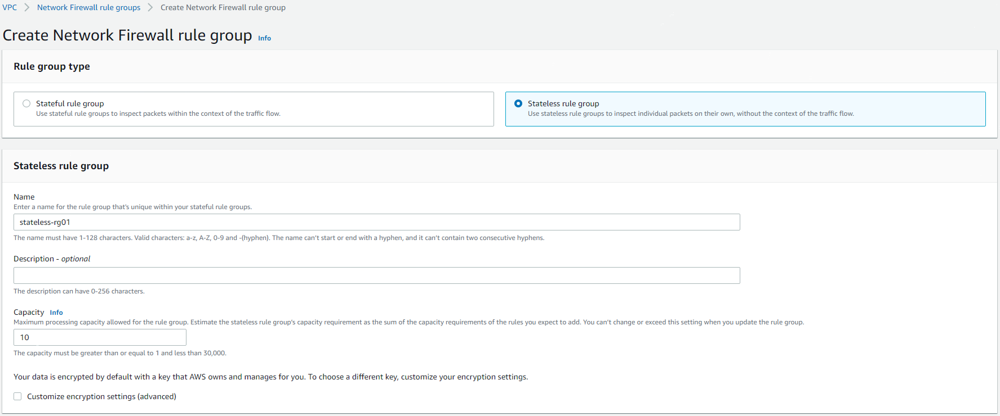 VPC > Network Firewall rule groups > Create Network Firewall rule group
Create Network Firewall rule group Info
Rule group type
Stateful rule group
Use stateful rule groups to inspect packets within the context of the traffic flow.
Stateless rule group
Use stateless rule groups to inspect individual packets on their own, without the context of the traffic flow.
Stateless rule group
Name
Enter a name for the rule group that's unique within your stateful rule groups.
stateless-rg01
The name must have 1-128 characters. Valid characters: a-z, A-Z, 0-9 and -(hyphen). The name can't start or end with a hyphen, and it can't contain two consecutive hyphens.
Description - optional
The description can have 0-256 characters.
Capacity Info
Maximum processing capacity allowed for the rule group. Estimate the stateless rule group's capacity requirement as the sum of the capacity requirements of the rules you expect to add. You can't change or exceed this setting when you update the rule group.
10
The capacity must be greater than or equal to 1 and less than 30,000.
Your data is encrypted by default with a key that AWS owns and manages for you. To choose a different key, customize your encryption settings.
Customize encryption settings (advanced)